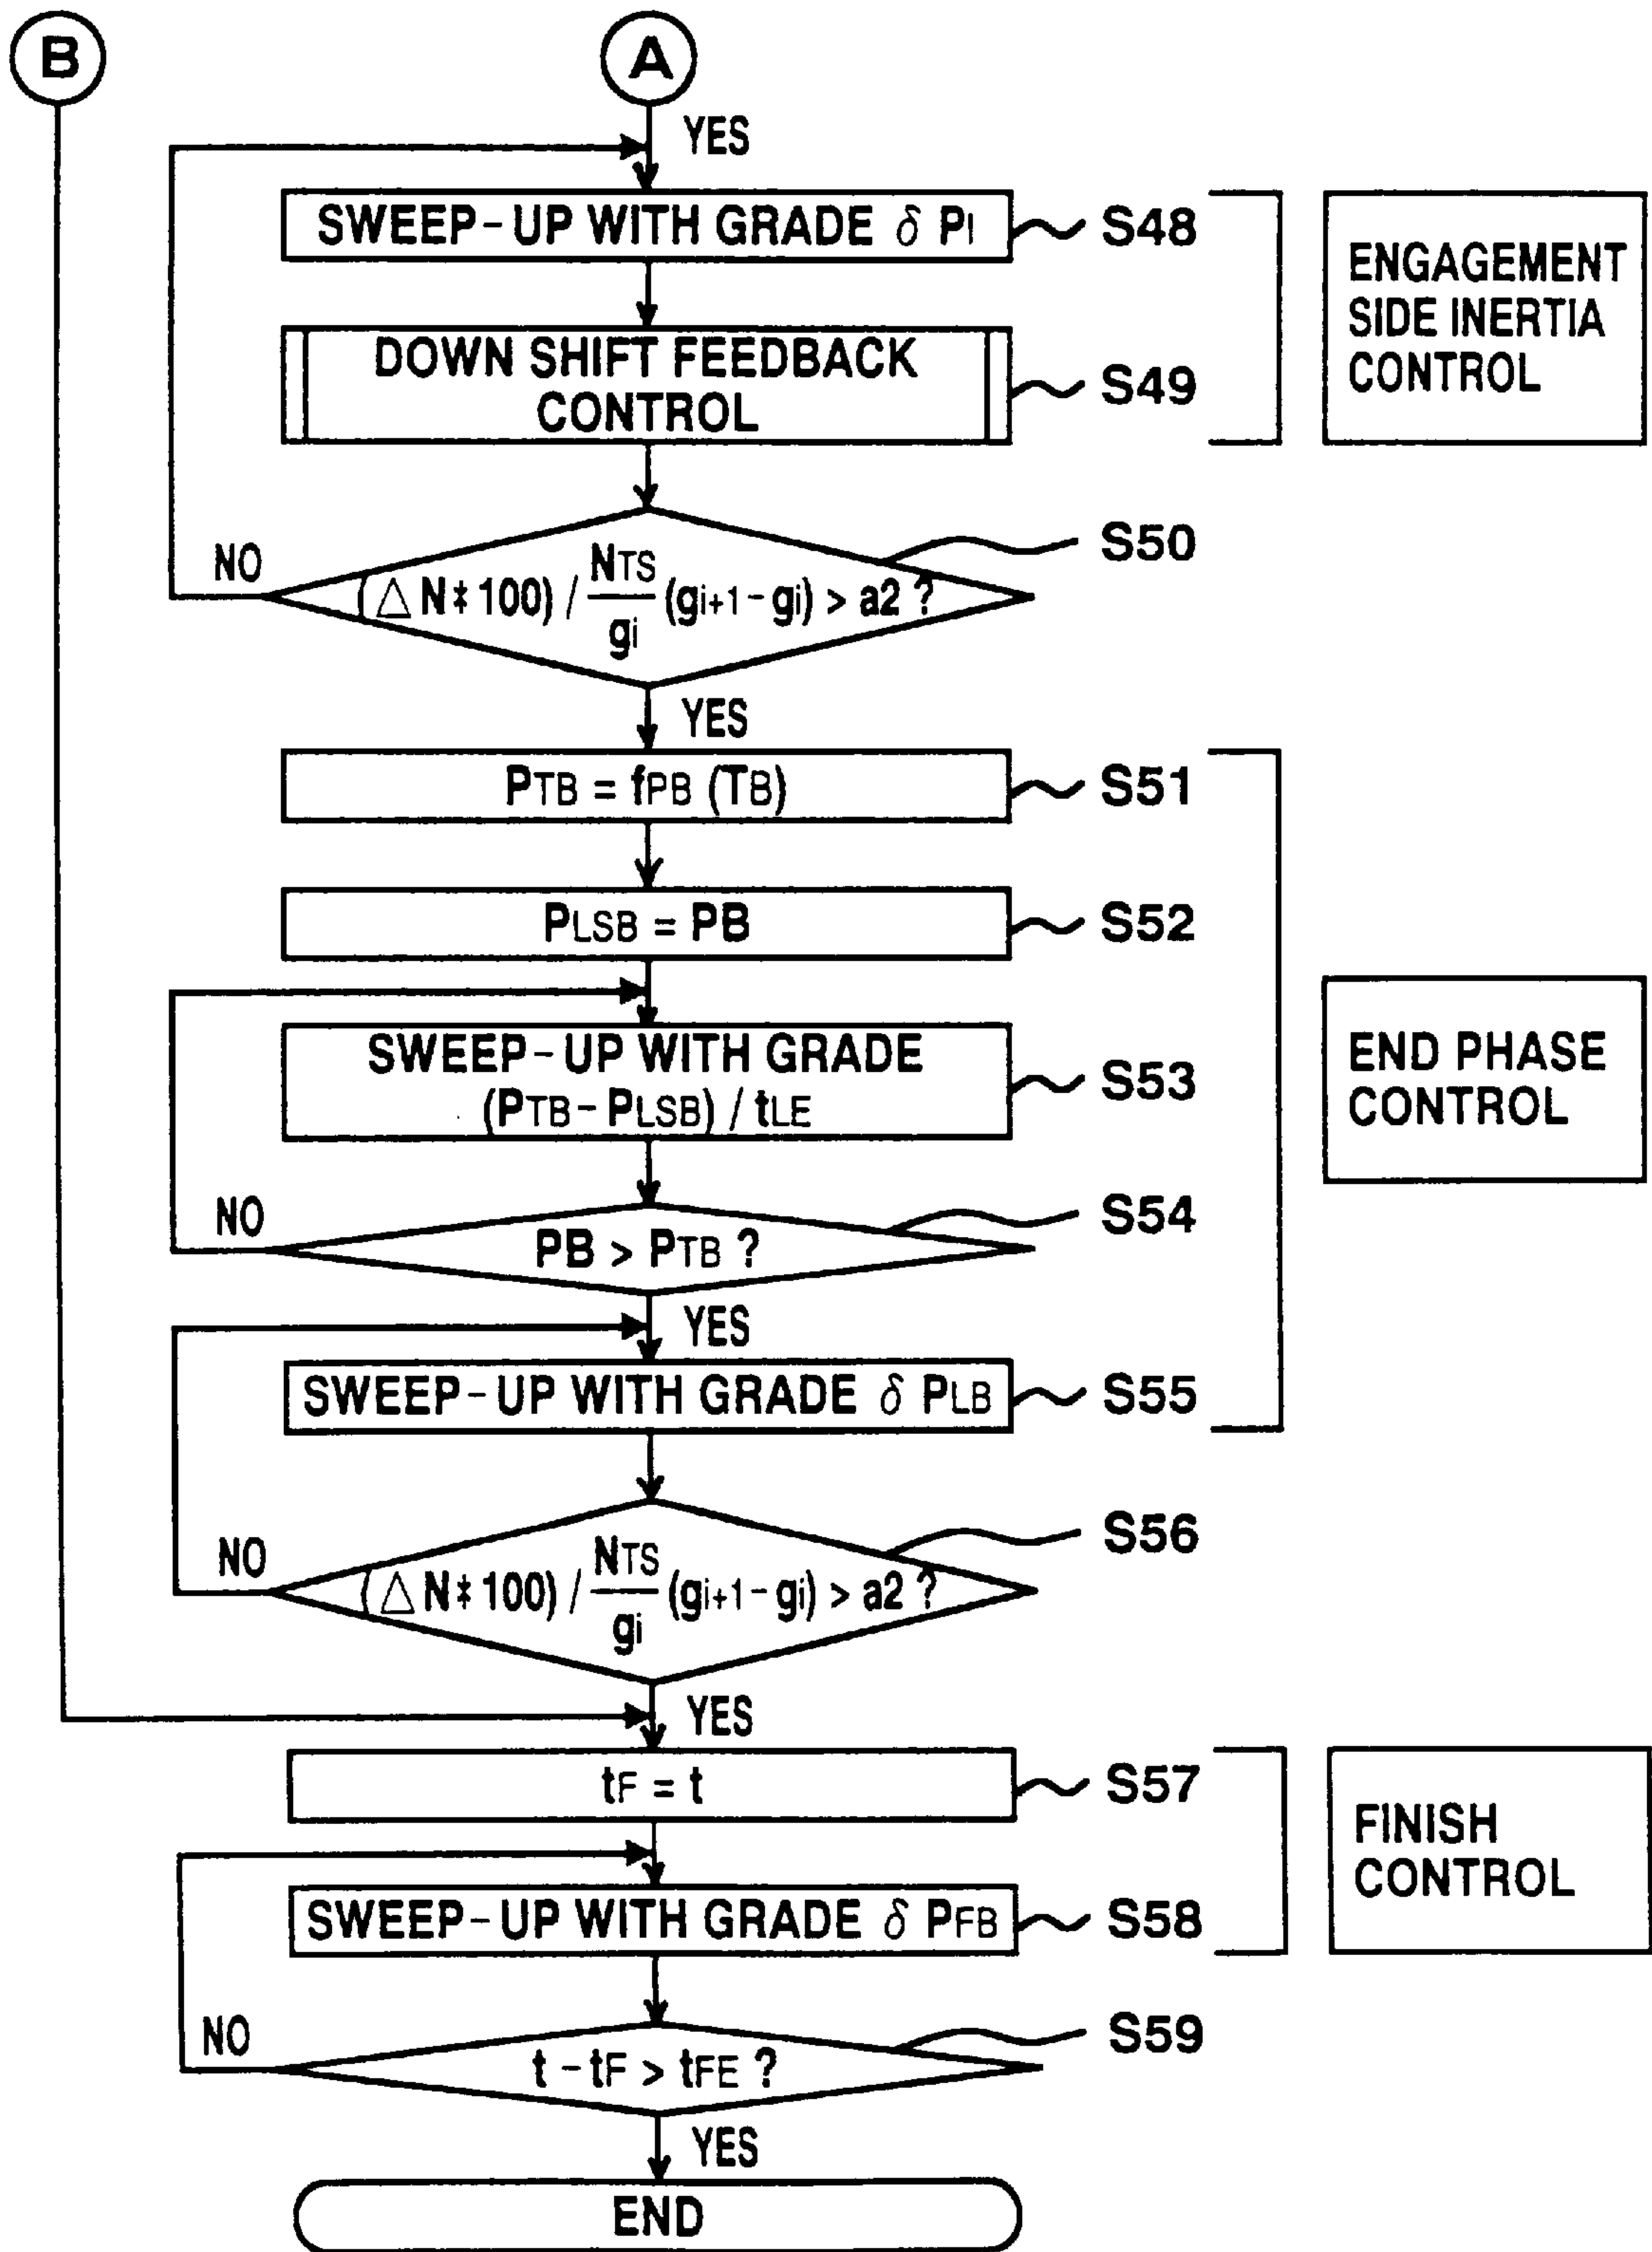 B
A
YES
SWEEP-UP WITH GRADE δ PI
S48
ENGAGEMENT
SIDE INERTIA
CONTROL
DOWN SHIFT FEEDBACK
CONTROL
S49
S50
NO
(△N*100) / NTS/gi (gi+1-gi) > a2 ?
YES
PTB = fPB (TB)
S51
PLSB = PB
S52
SWEEP-UP WITH GRADE
(PTB-PLSB) / tLE
S53
END PHASE
CONTROL
S54
NO
PB > PTB ?
YES
SWEEP-UP WITH GRADE δ PLB
S55
S56
NO
(△N*100) / NTS/gi (gi+1-gi) > a2 ?
YES
tF = t
S57
FINISH
CONTROL
SWEEP-UP WITH GRADE δ PFB
S58
S59
NO
t-tF > tFE ?
YES
END